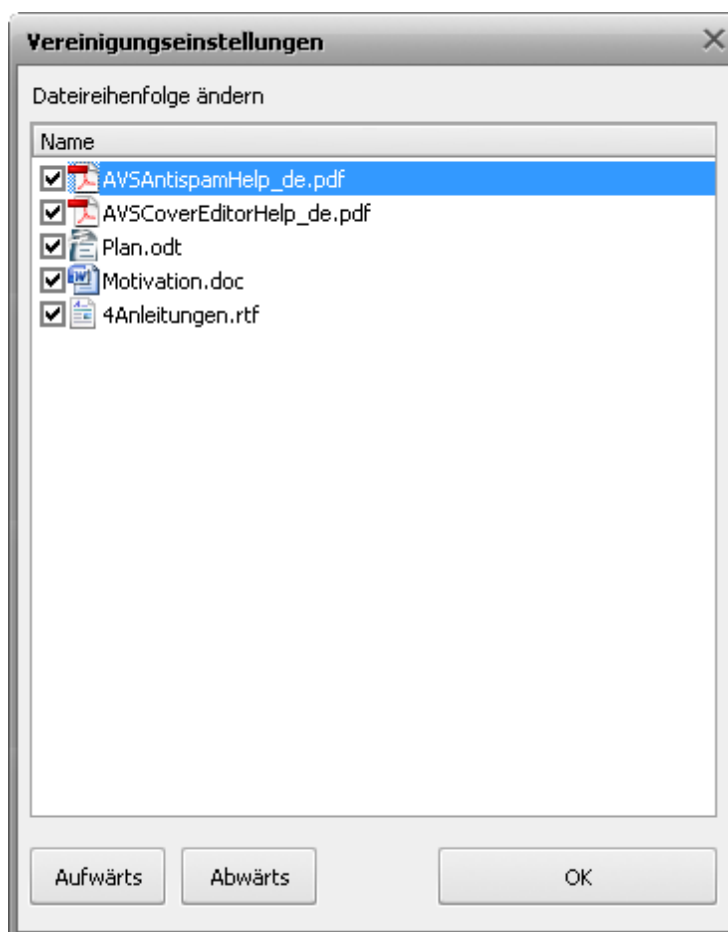 Vereinigungseinstellungen
Dateireihenfolge ändern
Name
AVSAntispamHelp_de.pdf
AVSCoverEditorHelp_de.pdf
Plan.odt
Motivation.doc
4Anleitungen.rtf
Aufwärts Abwärts OK